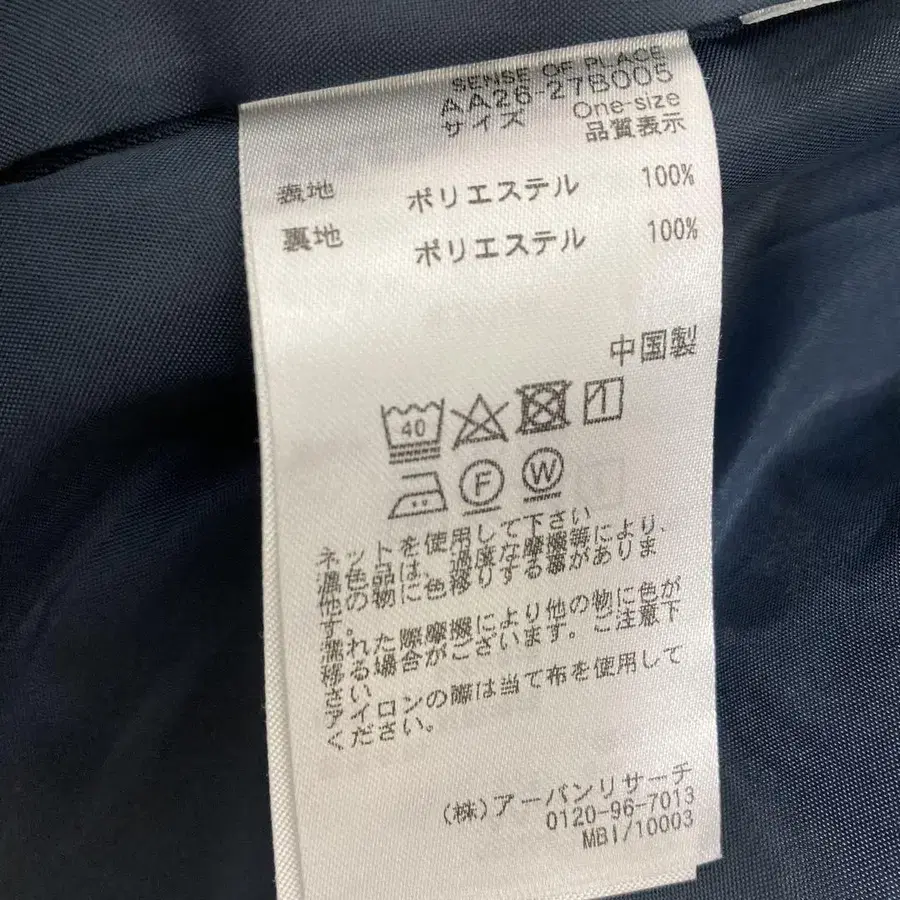 SENSE OF PLACE
AA26-27B005
サイズ One-size
品質表示
表地 ポリエステル 100%
裏地 ポリエステル 100%
中国製
40
F W
ネットを使用して下さい
濃色品は、過度な摩擦等により、
他の物に色移りする事がありま
す。
濡れた際摩擦により他の物に色が
移る場合がございます。ご注意下
さい
アイロンの際は当て布を使用して
ください。
(株)アーバンリサーチ
0120-96-7013
MBI/10003